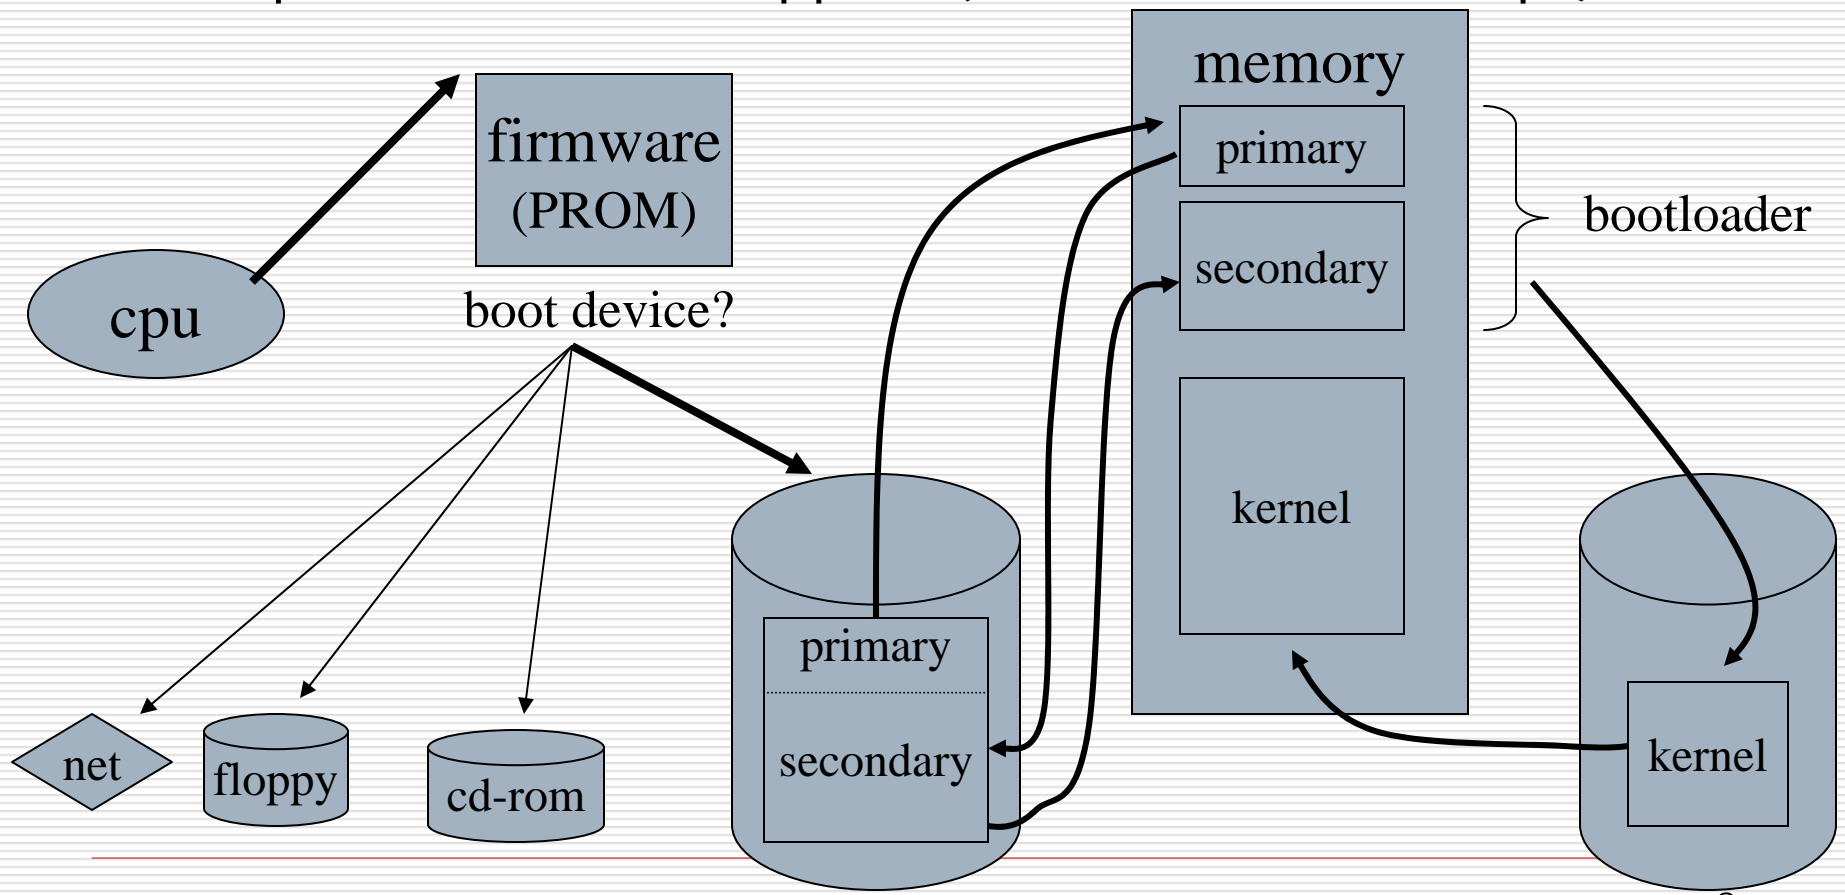 memory
firmware
(PROM)
primary
bootloader
secondary
cpu
boot device?
kernel
primary
secondary
net
floppy
cd-rom
kernel